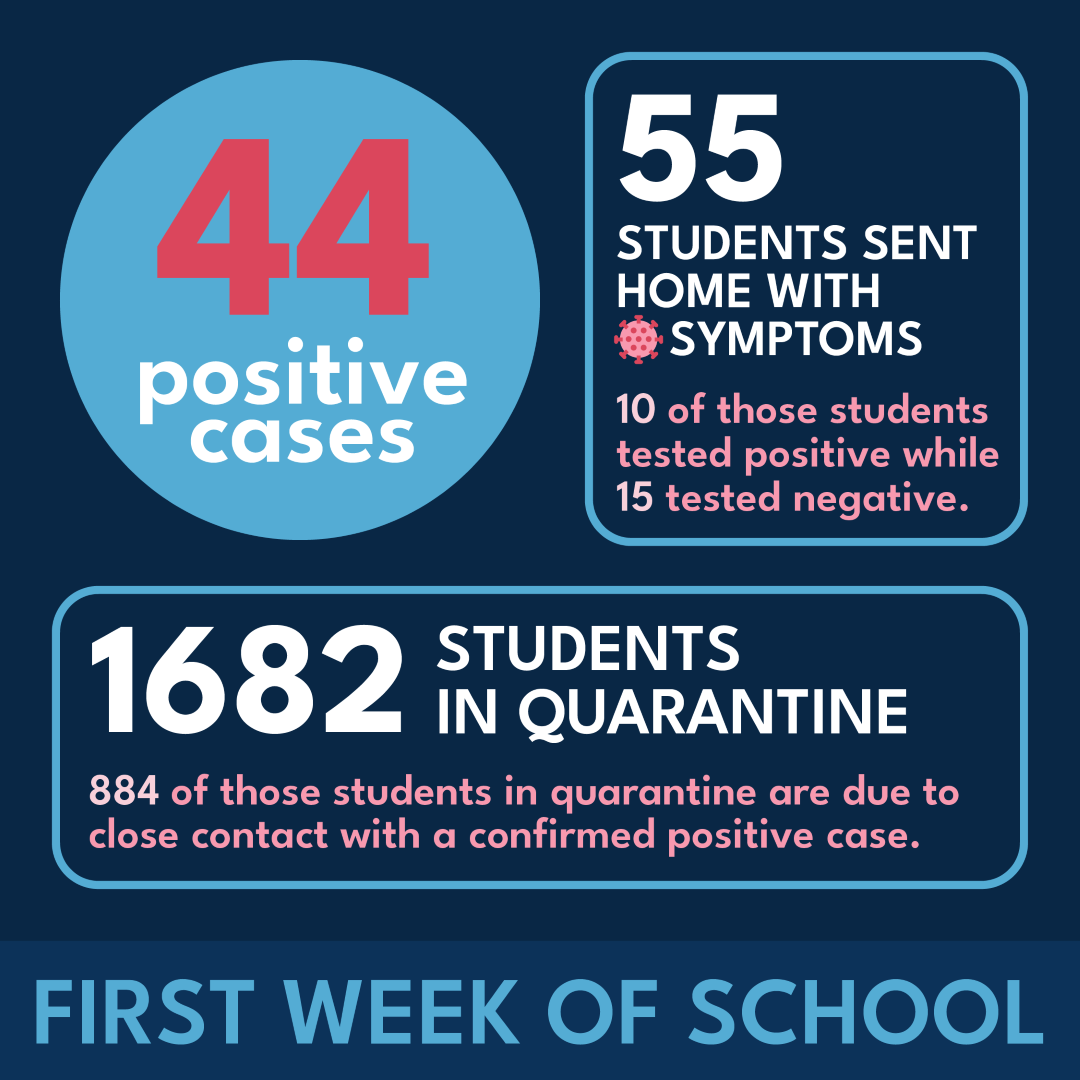 44
positive
cases
55
STUDENTS SENT
HOME WITH
SYMPTOMS
10 of those students
tested positive while
15 tested negative.
1682
STUDENTS
IN QUARANTINE
884 of those students in quarantine are due to
close contact with a confirmed positive case.
FIRST WEEK OF SCHOOL